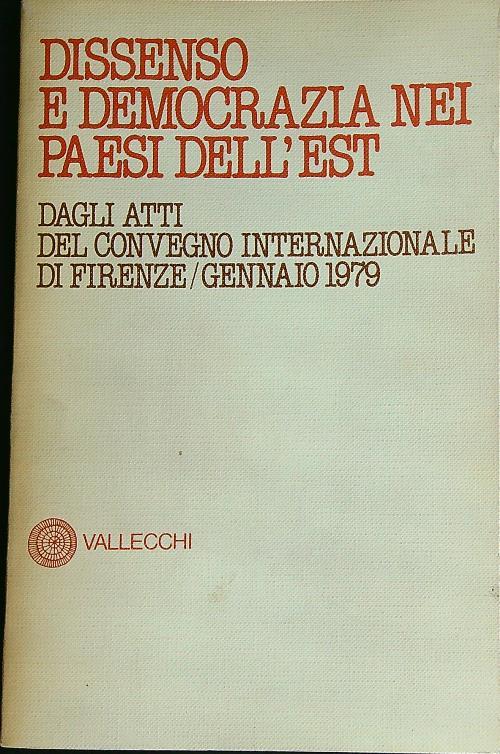 DISSENSO
E DEMOCRAZIA NEI
PAESI DELL'EST
DAGLI ATTI
DEL CONVEGNO INTERNAZIONALE
DI FIRENZE/GENNAIO 1979
VALLECCHI